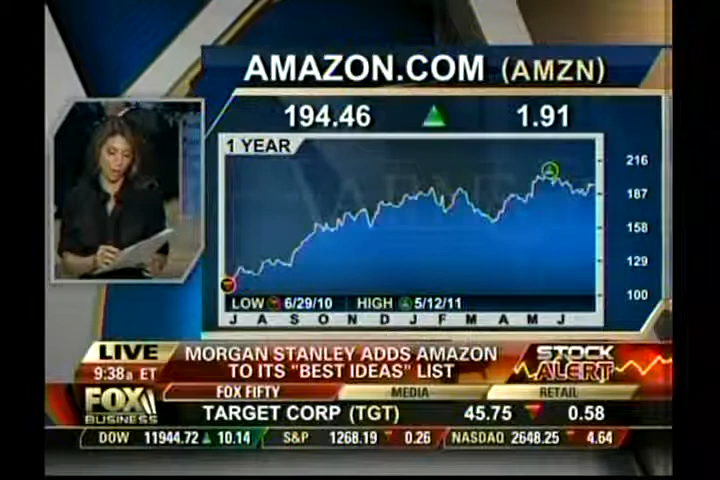 AMAZON.COM (AMZN)
194.46 1.91
1 YEAR
216
187
158
129
100
LOW 6/29/10 HIGH 5/12/11
J A S O N D J F M A M J
LIVE
9:38a ET
MORGAN STANLEY ADDS AMAZON
TO ITS "BEST IDEAS" LIST
STOCK
ALERT
FOX FIFTY MEDIA RETAIL
FOX
BUSINESS
TARGET CORP (TGT) 45.75 0.58
DOW 11944.72 10.14 S&P 1268.19 0.26 NASDAQ 2648.25 4.64